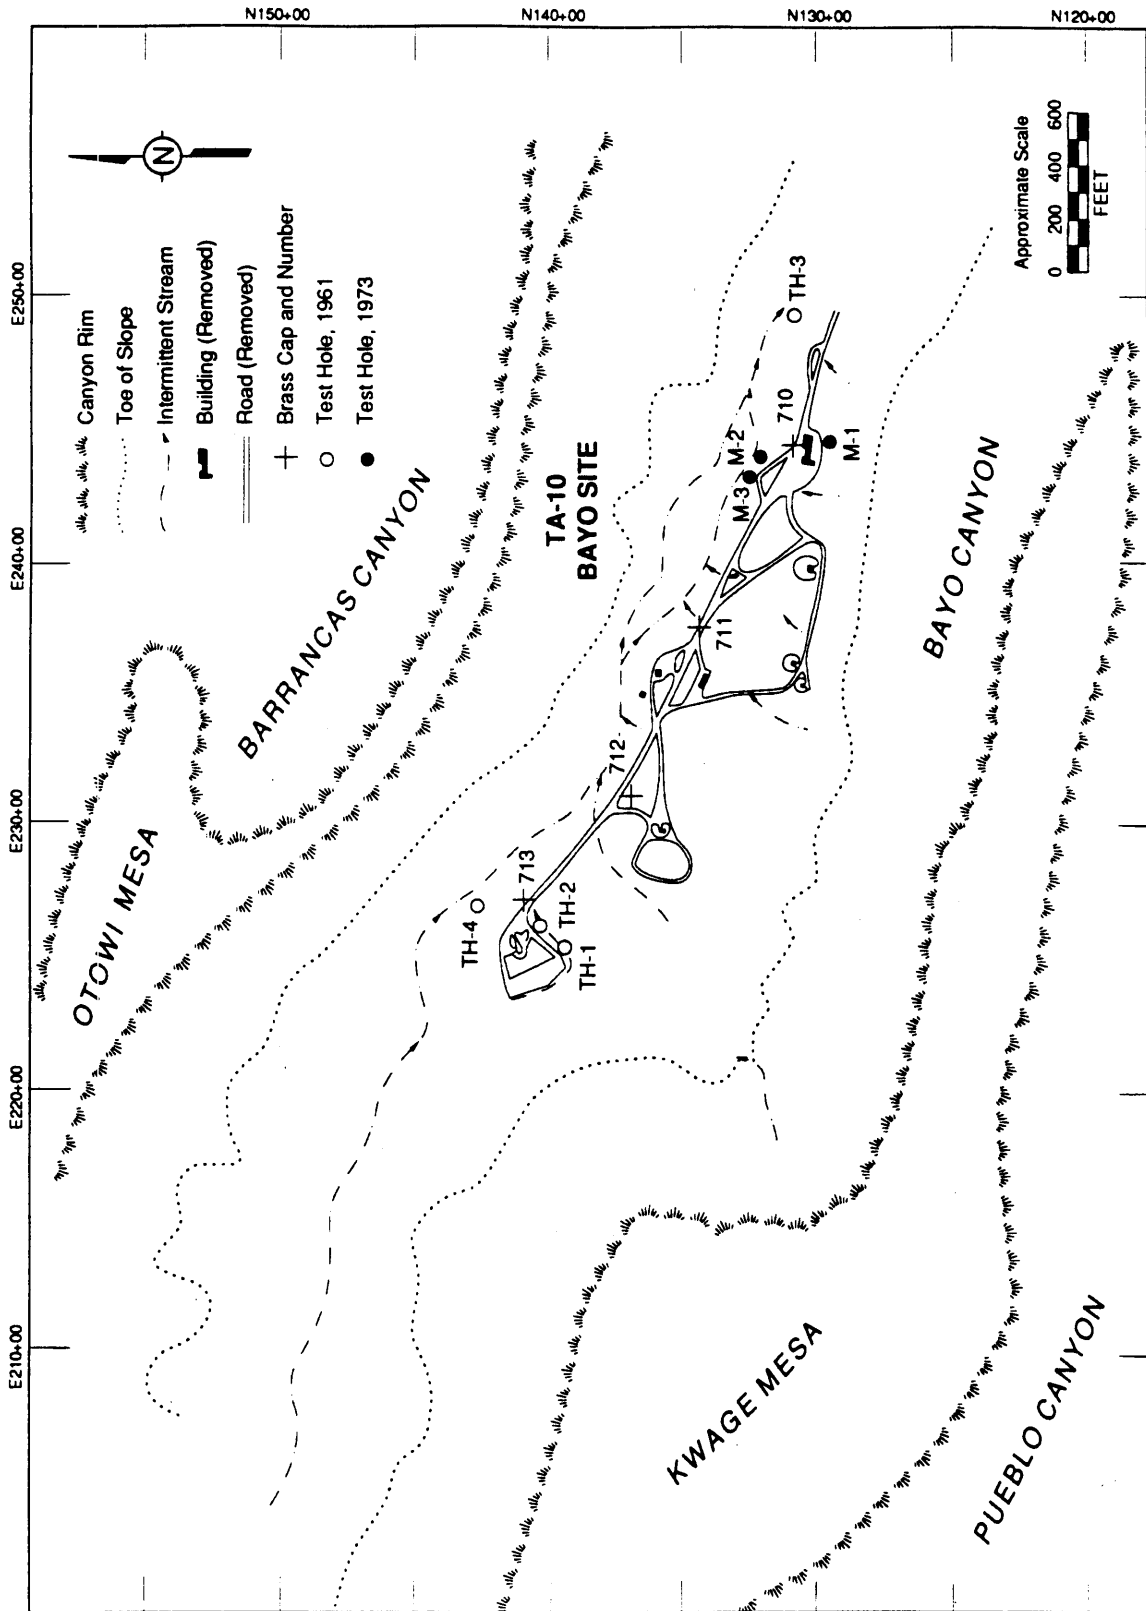 N150+00
N140+00
N130+00
N120+00
E250+00
E240+00
E230+00
E220+00
E210+00
Canyon Rim
Toe of Slope
Intermittent Stream
Building (Removed)
Road (Removed)
Brass Cap and Number
Test Hole, 1961
Test Hole, 1973
N
Approximate Scale
0 200 400 600
FEET
OTOWI MESA
BARRANCAS CANYON
TA-10
BAYO SITE
BAYO CANYON
KWAGE MESA
PUEBLO CANYON
TH-4
713
TH-2
TH-1
712
711
M-3
M-2
710
M-1
TH-3